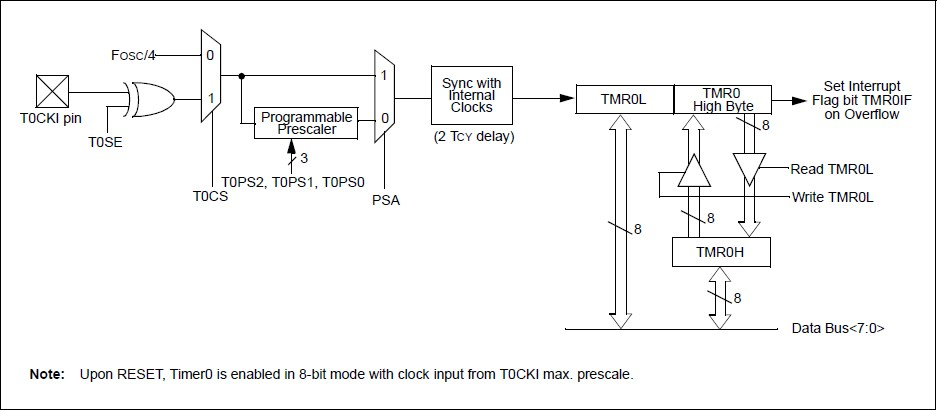 FOSC/4
0
1
T0CKI pin
T0SE
T0CS
Programmable
Prescaler
3
T0PS2, T0PS1, T0PS0
1
0
PSA
Sync with
Internal
Clocks
(2 TCY delay)
TMR0L
TMR0
High Byte
Set Interrupt
Flag bit TMR0IF
on Overflow
8
Read TMR0L
Write TMR0L
8
8
TMR0H
8
Data Bus<7:0>
Note: Upon RESET, Timer0 is enabled in 8-bit mode with clock input from T0CKI max. prescale.